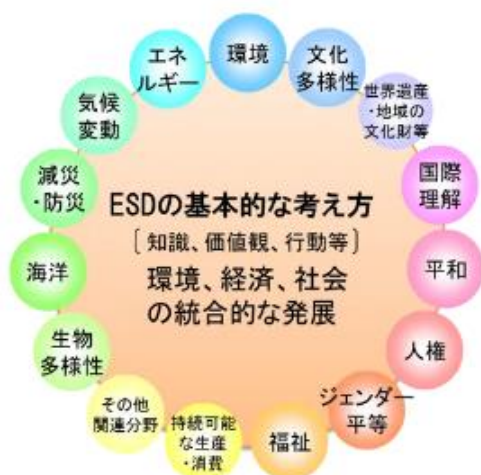 エネ
ルギー
環境
文化
多様性
世界遺産
・地域の
文化財等
国際
理解
平和
人権
ジェンダー
平等
福祉
持続可能
な生産
・消費
その他
関連分野
生物
多様性
海洋
減災
・防災
気候
変動
ESDの基本的な考え方
[知識、価値観、行動等]
環境、経済、社会
の統合的な発展